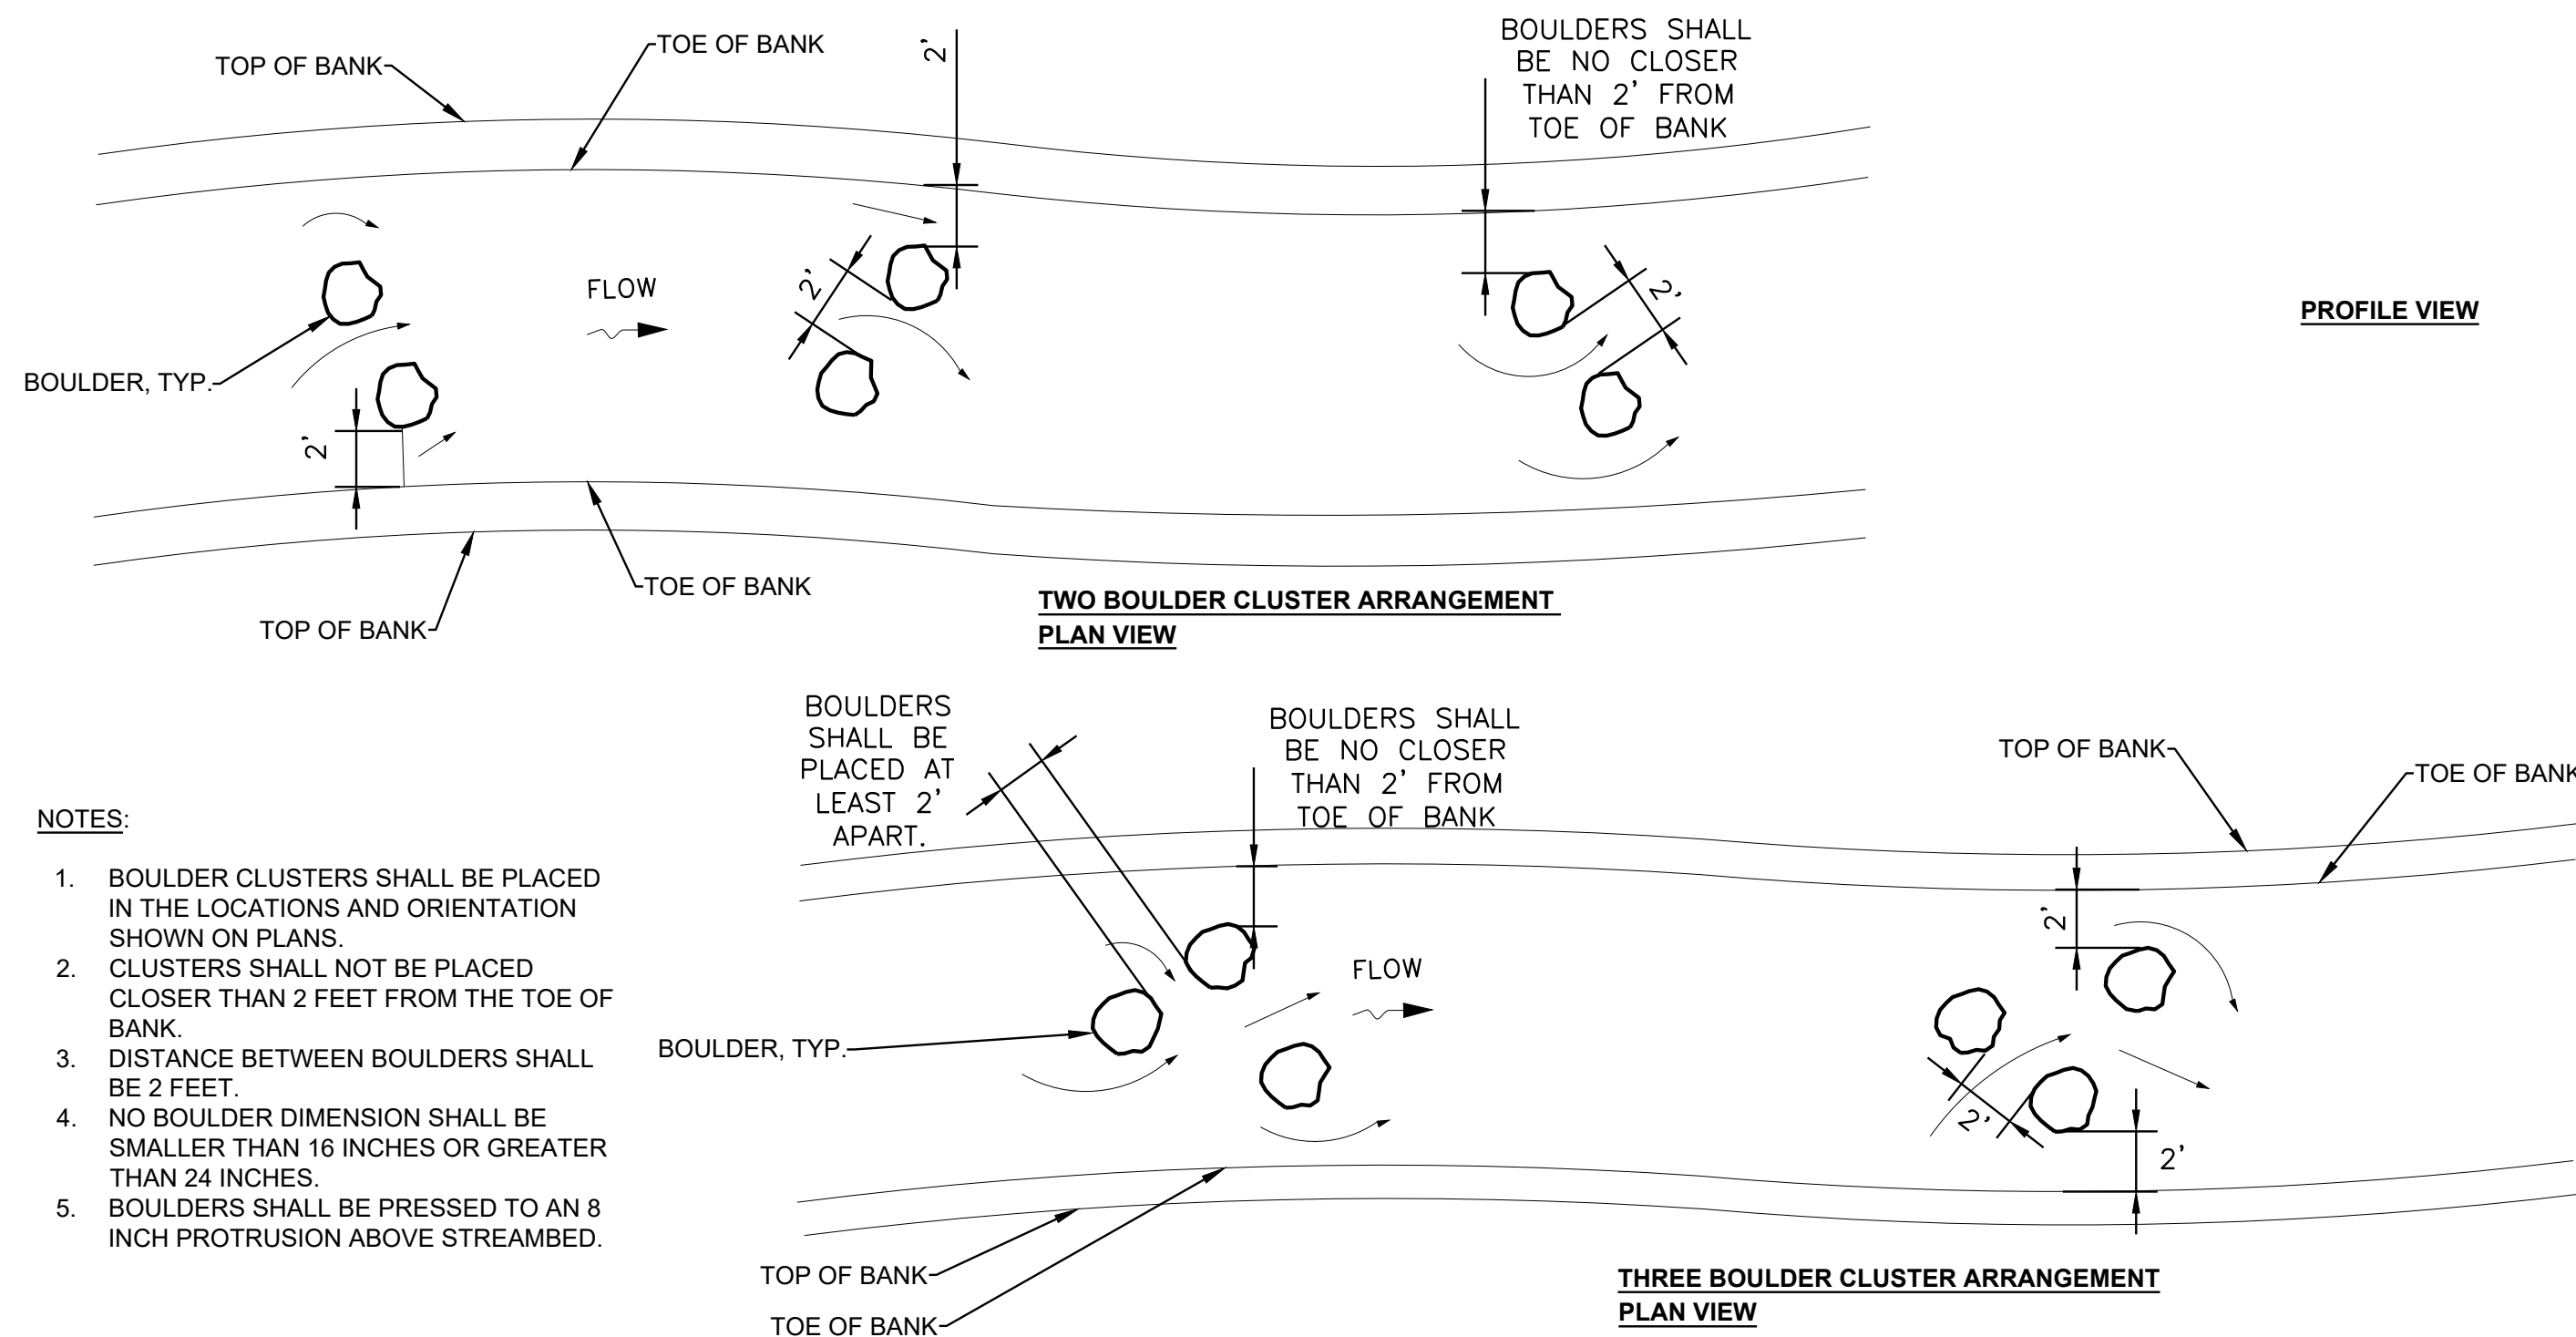 TOP OF BANK
TOE OF BANK
2'
BOULDERS SHALL
BE NO CLOSER
THAN 2' FROM
TOE OF BANK
FLOW
2'
2'
PROFILE VIEW
BOULDER, TYP.
2'
TOE OF BANK
TOP OF BANK
TWO BOULDER CLUSTER ARRANGEMENT
PLAN VIEW
BOULDERS
SHALL BE
PLACED AT
LEAST 2'
APART.
BOULDERS SHALL
BE NO CLOSER
THAN 2' FROM
TOE OF BANK
TOP OF BANK
TOE OF BANK
NOTES:
1. BOULDER CLUSTERS SHALL BE PLACED
IN THE LOCATIONS AND ORIENTATION
SHOWN ON PLANS.
2. CLUSTERS SHALL NOT BE PLACED
CLOSER THAN 2 FEET FROM THE TOE OF
BANK.
3. DISTANCE BETWEEN BOULDERS SHALL
BE 2 FEET.
4. NO BOULDER DIMENSION SHALL BE
SMALLER THAN 16 INCHES OR GREATER
THAN 24 INCHES.
5. BOULDERS SHALL BE PRESSED TO AN 8
INCH PROTRUSION ABOVE STREAMBED.
2'
FLOW
BOULDER, TYP.
2'
2'
TOP OF BANK
TOE OF BANK
THREE BOULDER CLUSTER ARRANGEMENT
PLAN VIEW